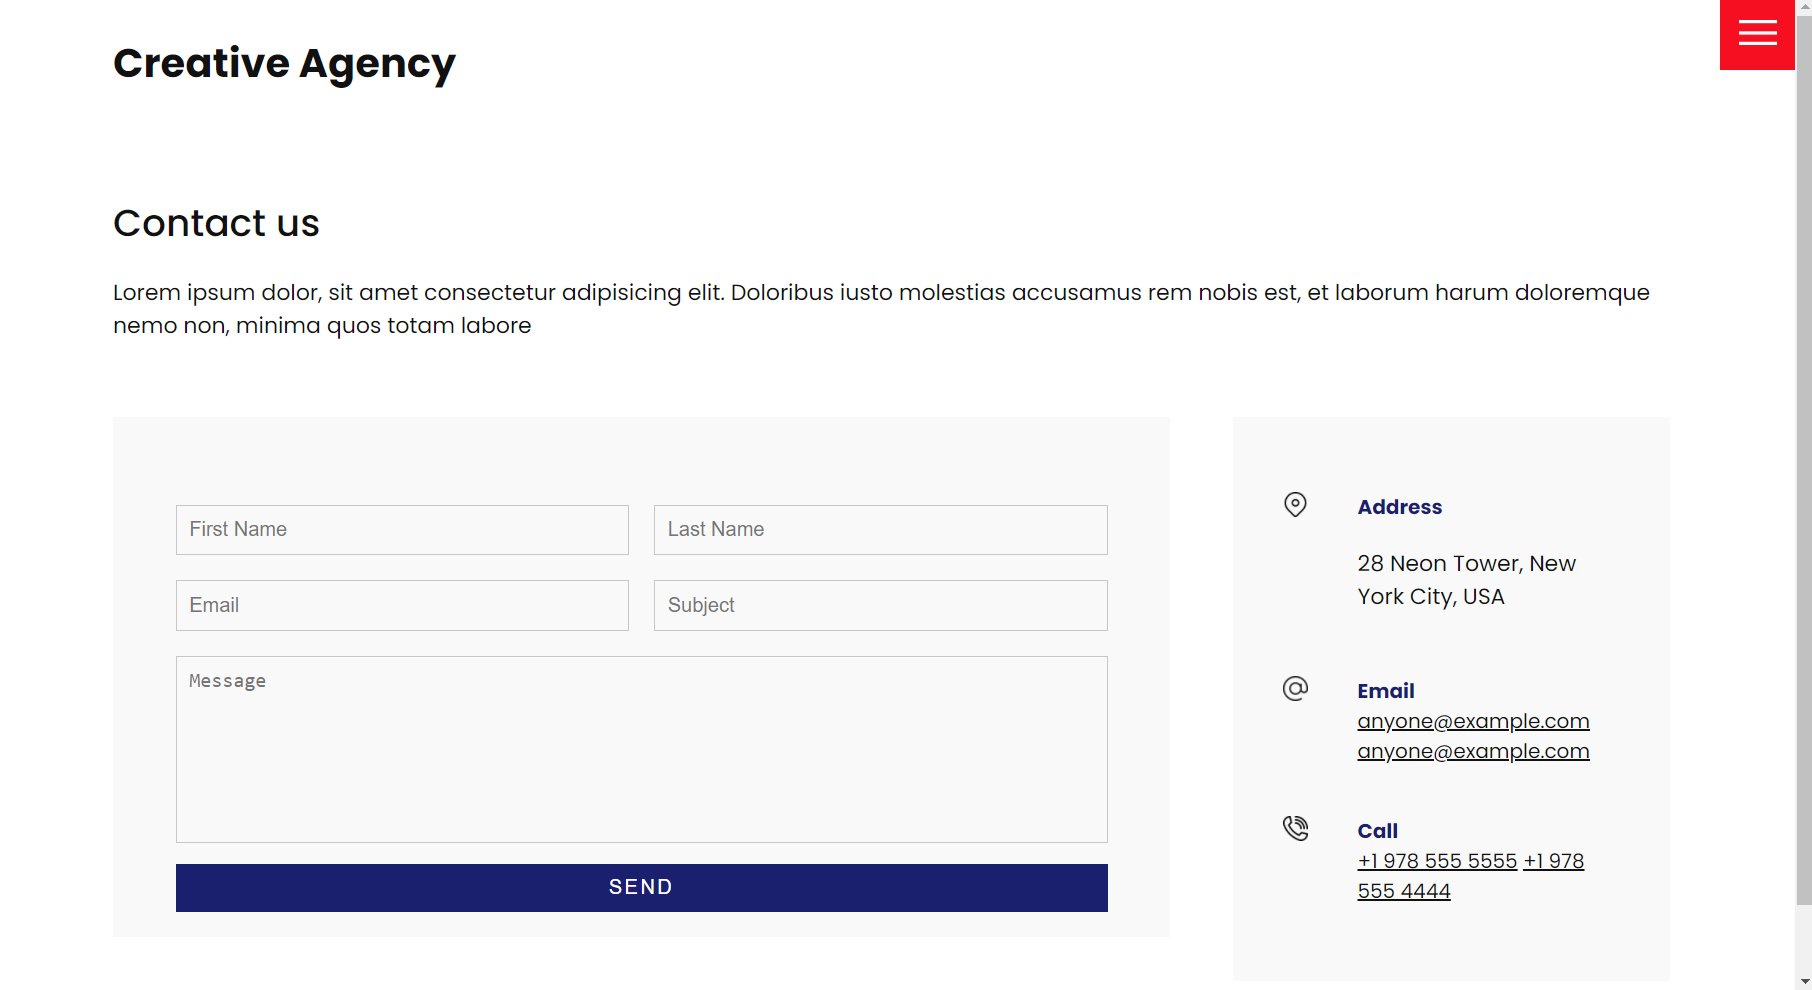 Creative Agency
Contact us
Lorem ipsum dolor, sit amet consectetur adipisicing elit. Doloribus iusto molestias accusamus rem nobis est, et laborum harum doloremque
nemo non, minima quos totam labore
First Name
Last Name
Email
Subject
Message
SEND
Address
28 Neon Tower, New
York City, USA
Email
anyone@example.com
anyone@example.com
Call
+1 978 555 5555 +1 978
555 4444